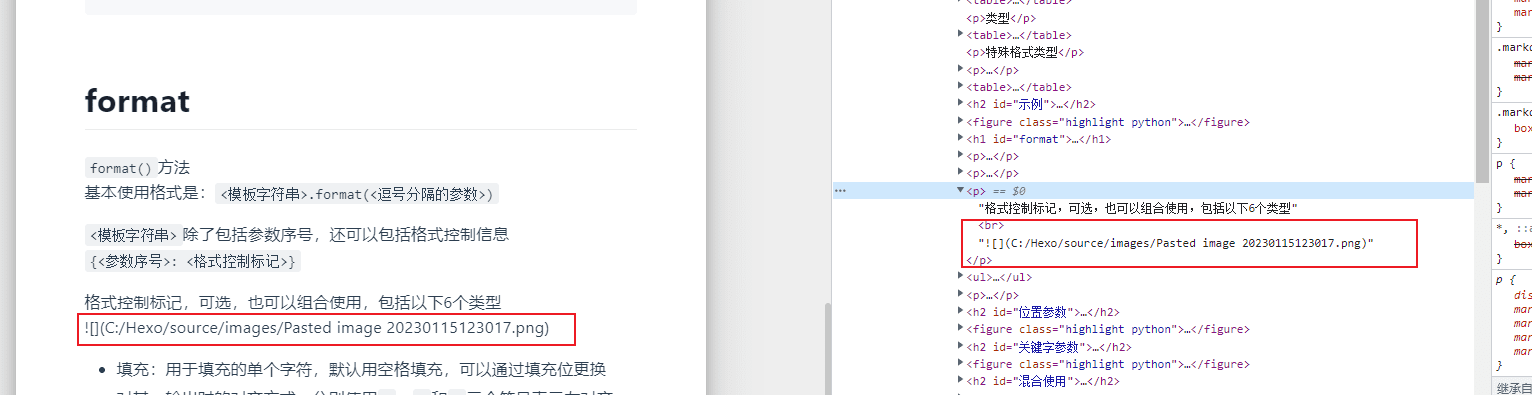 format
format()方法
基本使用格式是：<模板字符串>.format(<逗号分隔的参数>)
<模板字符串>除了包括参数序号，还可以包括格式控制信息
{<参数序号>: <格式控制标记>}
格式控制标记，可选，也可以组合使用，包括以下6个类型
![](C:/Hexo/source/images/Pasted image 20230115123017.png)
• 填充：用于填充的单个字符，默认用空格填充，可以通过填充位更换
<p>类型</p>
▶<table>…</table>
<p>特殊格式类型</p>
▶<p>…</p>
▶<table>…</table>
▶<h2 id="示例">…</h2>
▶<figure class="highlight python">…</figure>
▶<h1 id="format">…</h1>
▶<p>…</p>
▶<p>…</p>
… ▼<p> == $0
"格式控制标记，可选，也可以组合使用，包括以下6个类型"
<br>
"![](C:/Hexo/source/images/Pasted image 20230115123017.png)"
</p>
▶<ul>…</ul>
▶<p>…</p>
▶<h2 id="位置参数">…</h2>
▶<figure class="highlight python">…</figure>
▶<h2 id="关键字参数">…</h2>
▶<figure class="highlight python">…</figure>
▶<h2 id="混合使用">…</h2>
mar
}
.marko
mar
mar
}
.marko
box
}
p {
mar
mar
}
*, ::a
box
}
p {
dis
mar
mar
mar
mar
}
继承自